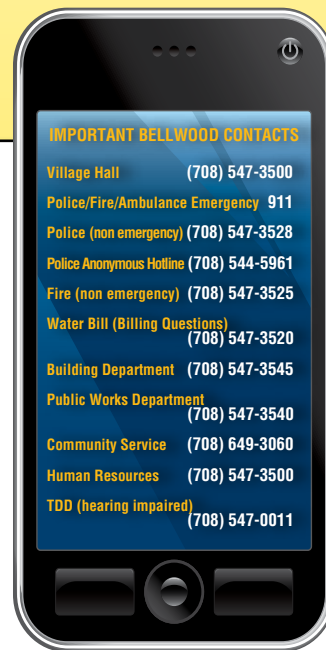 IMPORTANT BELLWOOD CONTACTS
Village Hall (708) 547-3500
Police/Fire/Ambulance Emergency 911
Police (non emergency) (708) 547-3528
Police Anonymous Hotline (708) 544-5961
Fire (non emergency) (708) 547-3525
Water Bill (Billing Questions)
(708) 547-3520
Building Department (708) 547-3545
Public Works Department
(708) 547-3540
Community Service (708) 649-3060
Human Resources (708) 547-3500
TDD (hearing impaired)
(708) 547-0011